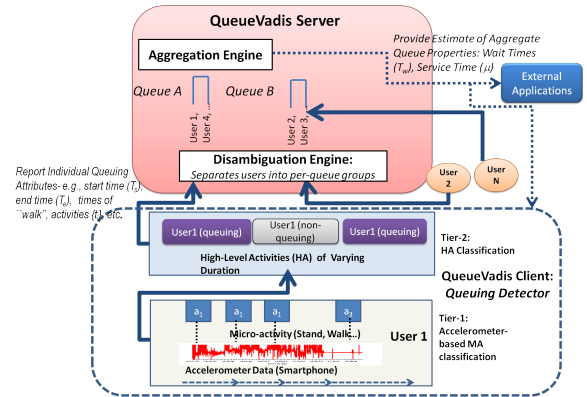 QueueVadis Server
Aggregation Engine
Provide Estimate of Aggregate
Queue Properties: Wait Times
(Tw), Service Time (μ)
External
Applications
Queue A
Queue B
User 1,
User 4, ..
User 2,
User 3, ..
Disambiguation Engine:
Separates users into per-queue groups
User
2
User
N
Report Individual Queuing
Attributes- e.g., start time (Ts),
end time (Te), times of
``walk'', activities {t}, etc.
User1 (queuing)
User1 (non-
queuing)
User1 (queuing)
High-Level Activities (HA) of Varying
Duration
Tier-2:
HA Classification
QueueVadis Client:
Queuing Detector
a1
a1
a1
a3
Micro-activity (Stand, Walk...)
User 1
Accelerometer Data (Smartphone)
Tier-1:
Accelerometer-
based MA
classification